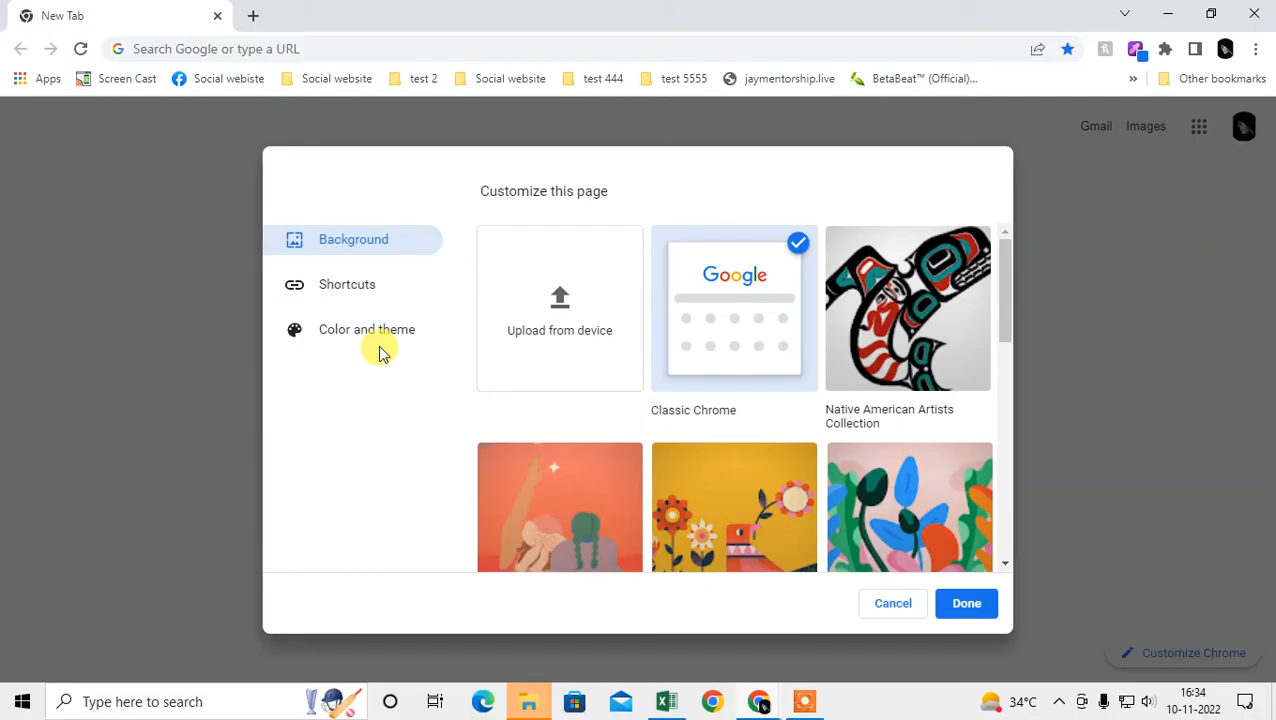 New Tab
Search Google or type a URL
Apps
Screen Cast
Social webiste
Social website
test 2
Social website
test 444
test 5555
jaymentorship.live
BetaBeat™ (Official)...
»
Other bookmarks
Gmail
Images
Customize this page
Background
Shortcuts
Color and theme
Upload from device
Google
Classic Chrome
Native American Artists
Collection
Cancel
Done
Customize Chrome
Type here to search
34°C
16:34
10-11-2022